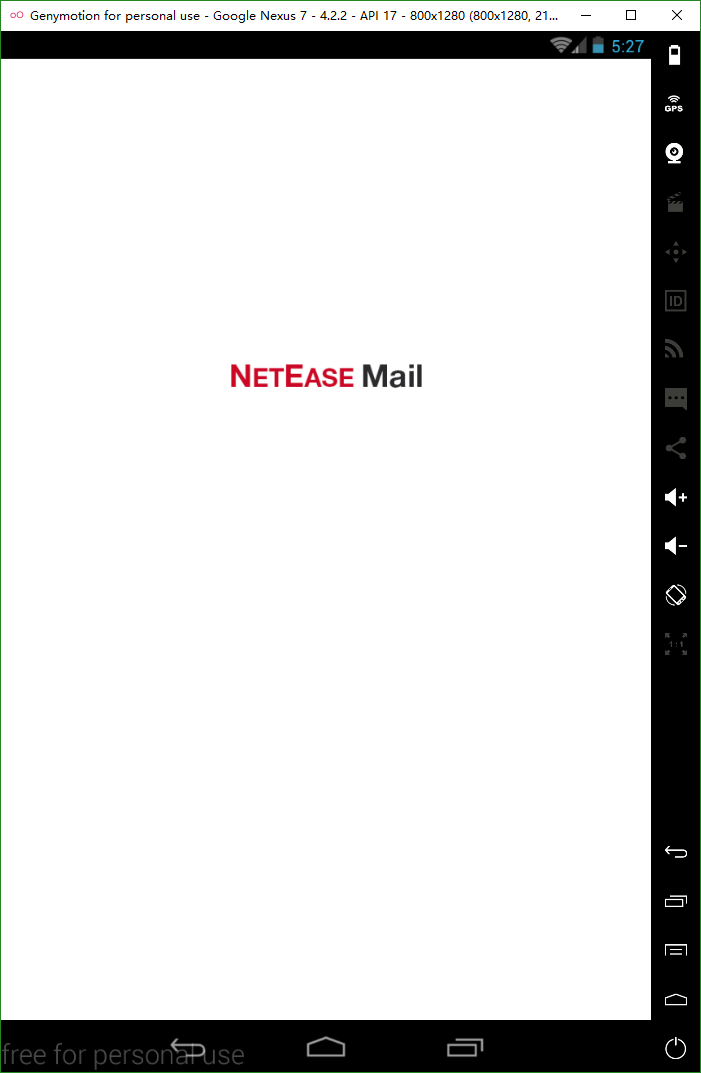 Genymotion for personal use - Google Nexus 7 - 4.2.2 - API 17 - 800x1280 (800x1280, 21...
5:27
GPS
ID
NETEASE Mail
1:1
free for personal use